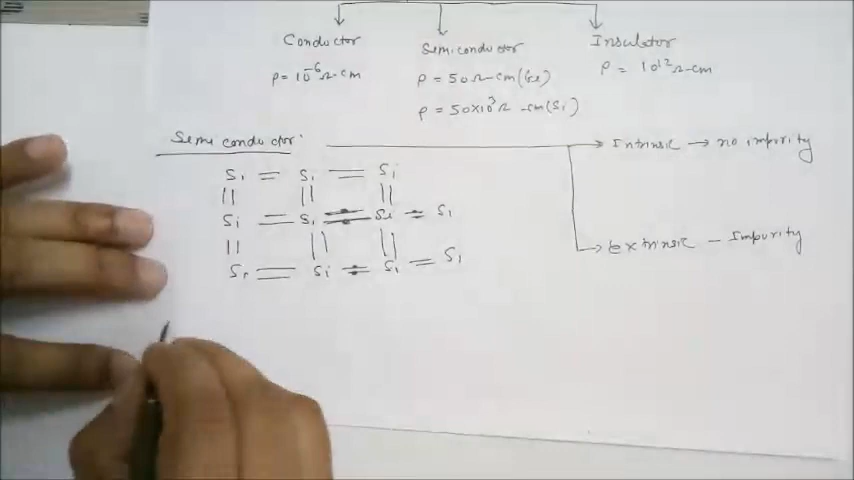 Conductor Semiconductor Insulator
ρ = 10⁻⁶ Ω-cm ρ = 50 Ω-cm (Ge) ρ = 10¹² Ω-cm
ρ = 50×10³ Ω-cm (Si)
Semiconductor Intrinsic → no impurity
Si = Si = Si
|| || ||
Si = Si = Si = Si
|| || ||
Si = Si = Si = Si
extrinsic - Impurity